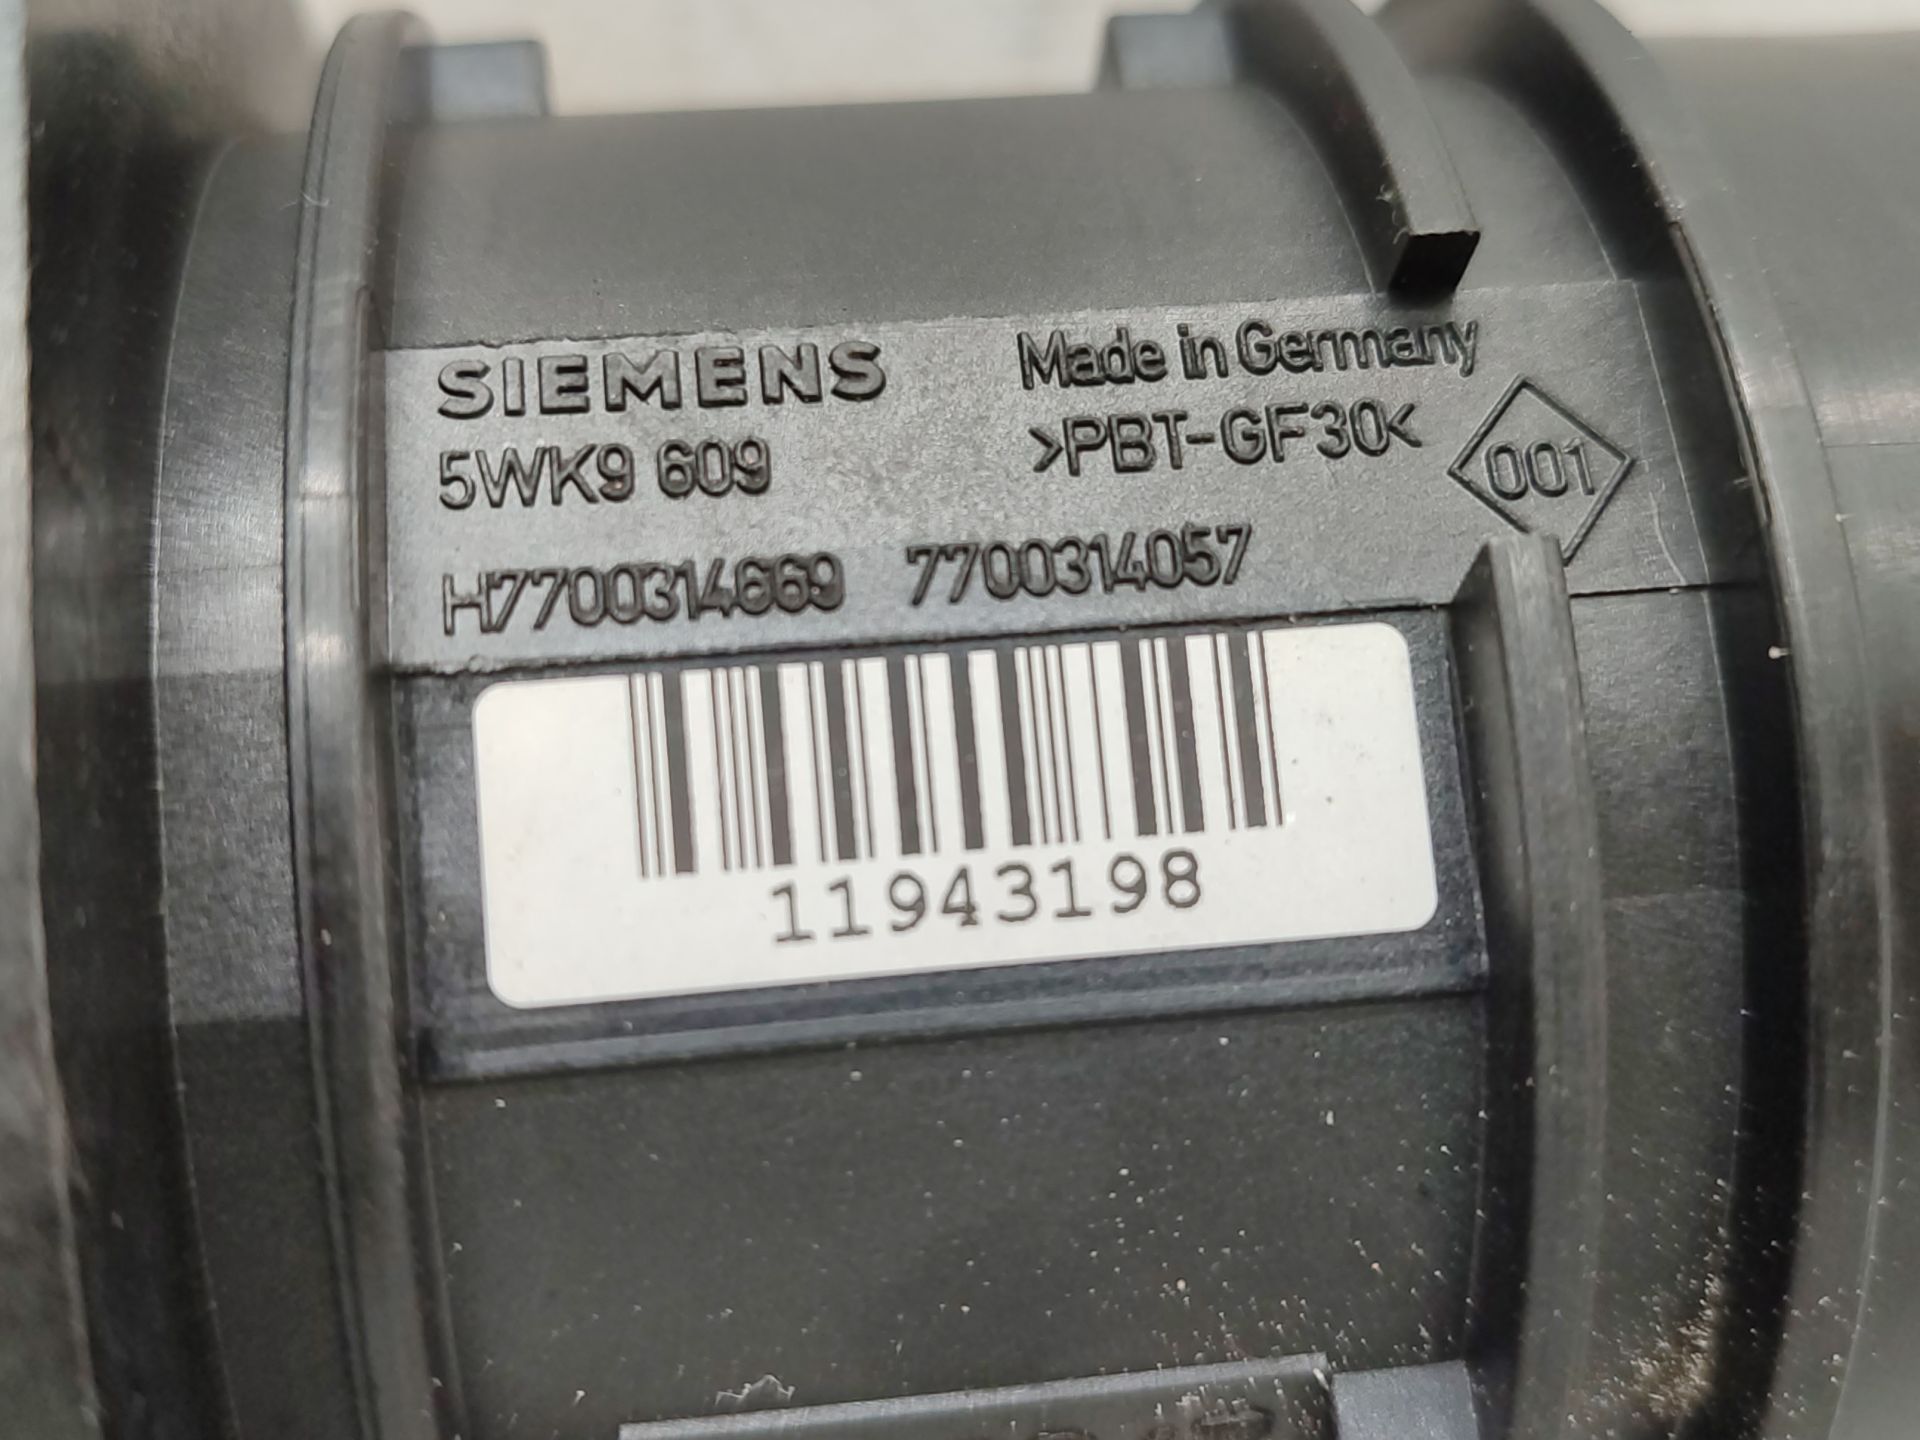 SIEMENS Made in Germany
5WK9 609 >PBT-GF30< 001
H7700314669 7700314057
11943198